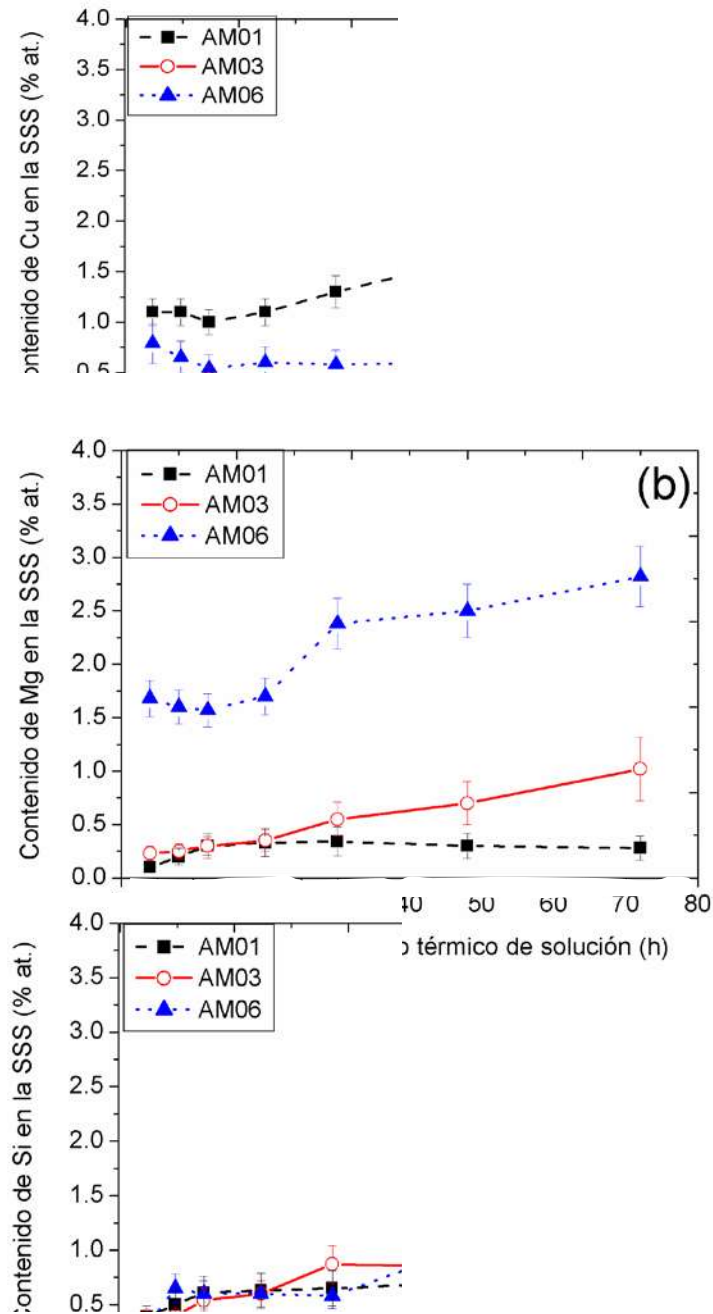 4.0
3.5
3.0
2.5
2.0
1.5
1.0
0.5
ontenido de Cu en la SSS (% at.)
AM01
AM03
AM06
4.0
3.5
3.0
2.5
2.0
1.5
1.0
0.5
0.0
Contenido de Mg en la SSS (% at.)
AM01
AM03
AM06
(b)
40 50 60 70 80
o térmico de solución (h)
4.0
3.5
3.0
2.5
2.0
1.5
1.0
0.5
Contenido de Si en la SSS (% at.)
AM01
AM03
AM06